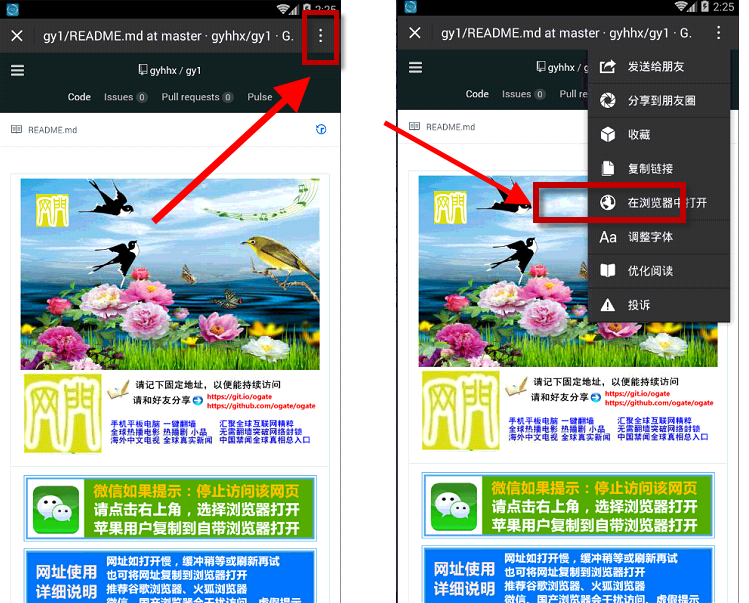 2:25
gy1/README.md at master · gyhhx/gy1 · G.
gyhhx / gy1
Code Issues 0 Pull requests 0 Pulse
README.md
网门
网门
请记下固定地址，以便能持续访问
请和好友分享 https://git.io/ogate
https://github.com/ogate/ogate
手机平板电脑 一键翻墙 汇聚全球互联网精粹
全球热播电影 热播剧 小品 无需翻墙突破网络封锁
海外中文电视 全球真实新闻 中国禁闻全球真相总入口
微信如果提示：停止访问该网页
请点击右上角，选择浏览器打开
苹果用户复制到自带浏览器打开
网址使用
详细说明
网址如打开慢，缓冲稍等或刷新再试
也可将网址复制到浏览器打开
推荐谷歌浏览器、火狐浏览器
微信、国产浏览器会干扰访问、虚假提示
2:25
gy1/README.md at master · gyhhx/gy1 · G.
gyhhx / g
Code Issues 0 Pull re
README.md
发送给朋友
分享到朋友圈
收藏
复制链接
在浏览器中打开
Aa 调整字体
优化阅读
投诉
网门
网门
请记下固定地址，以便能持续访问
请和好友分享 https://git.io/ogate
https://github.com/ogate/ogate
手机平板电脑 一键翻墙 汇聚全球互联网精粹
全球热播电影 热播剧 小品 无需翻墙突破网络封锁
海外中文电视 全球真实新闻 中国禁闻全球真相总入口
微信如果提示：停止访问该网页
请点击右上角，选择浏览器打开
苹果用户复制到自带浏览器打开
网址使用
详细说明
网址如打开慢，缓冲稍等或刷新再试
也可将网址复制到浏览器打开
推荐谷歌浏览器、火狐浏览器
微信、国产浏览器会干扰访问、虚假提示